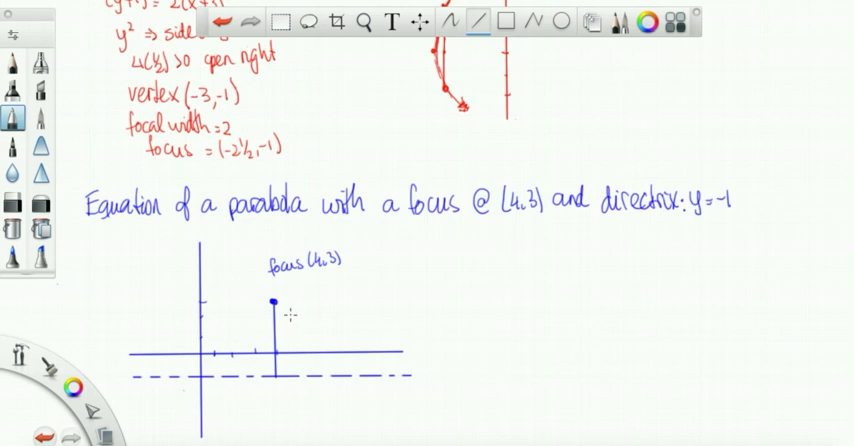 y² ⇒ side
4(½) >0 open right
vertex (-3,-1)
focal width = 2
focus = (-2½,-1)
Equation of a parabola with a focus @ (4,3) and directrix: y=-1
focus (4,3)
T